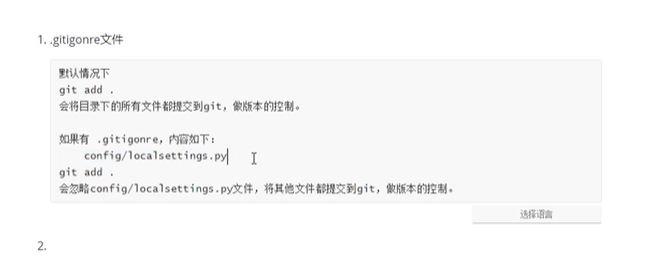 1. .gitigonre文件
默认情况下
git add .
会将目录下的所有文件都提交到git，做版本的控制。
如果有 .gitigonre，内容如下：
config/localsettings.py
git add .
会忽略config/localsettings.py文件，将其他文件都提交到git，做版本的控制。
选择语言
2.